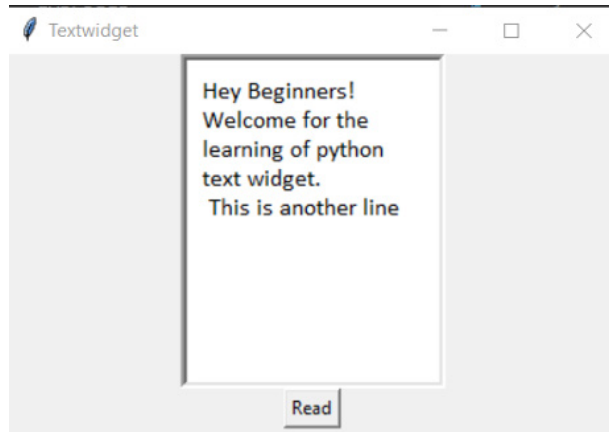 Textwidget
Hey Beginners!
Welcome for the
learning of python
text widget.
This is another line
Read